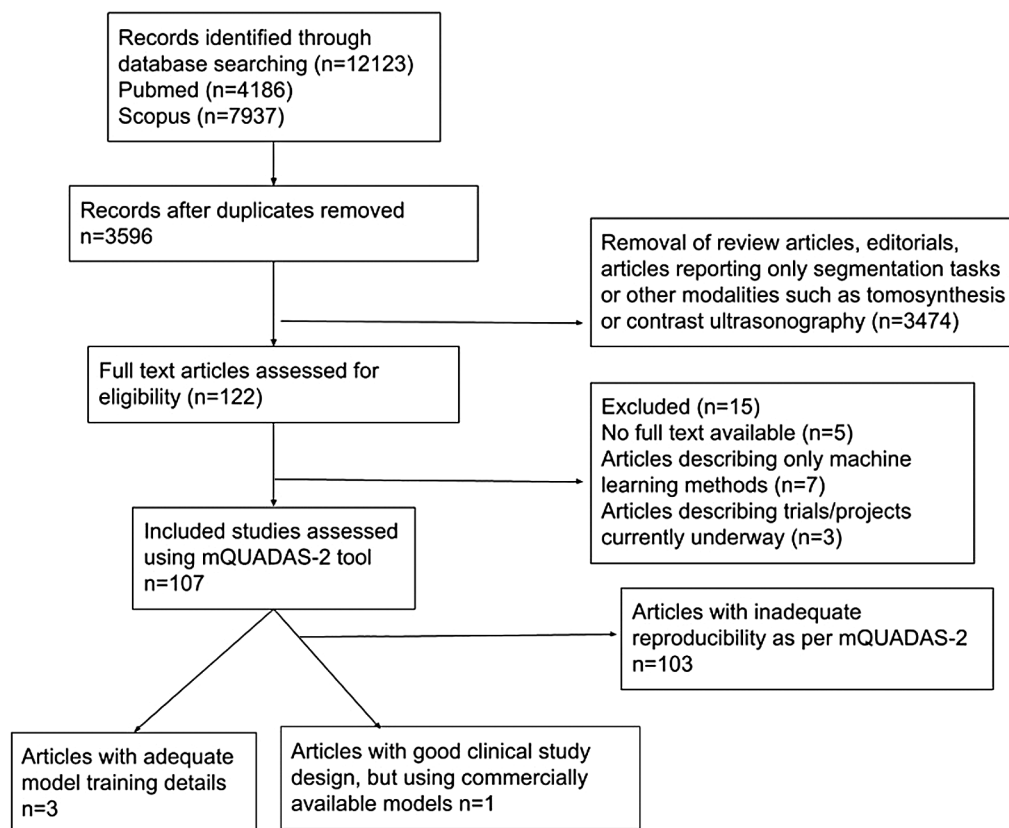 Records identified through
database searching (n=12123)
Pubmed (n=4186)
Scopus (n=7937)
Records after duplicates removed
n=3596
Removal of review articles, editorials,
articles reporting only segmentation tasks
or other modalities such as tomosynthesis
or contrast ultrasonography (n=3474)
Full text articles assessed for
eligibility (n=122)
Excluded (n=15)
No full text available (n=5)
Articles describing only machine
learning methods (n=7)
Articles describing trials/projects
currently underway (n=3)
Included studies assessed
using mQUADAS-2 tool
n=107
Articles with inadequate
reproducibility as per mQUADAS-2
n=103
Articles with adequate
model training details
n=3
Articles with good clinical study
design, but using commercially
available models n=1